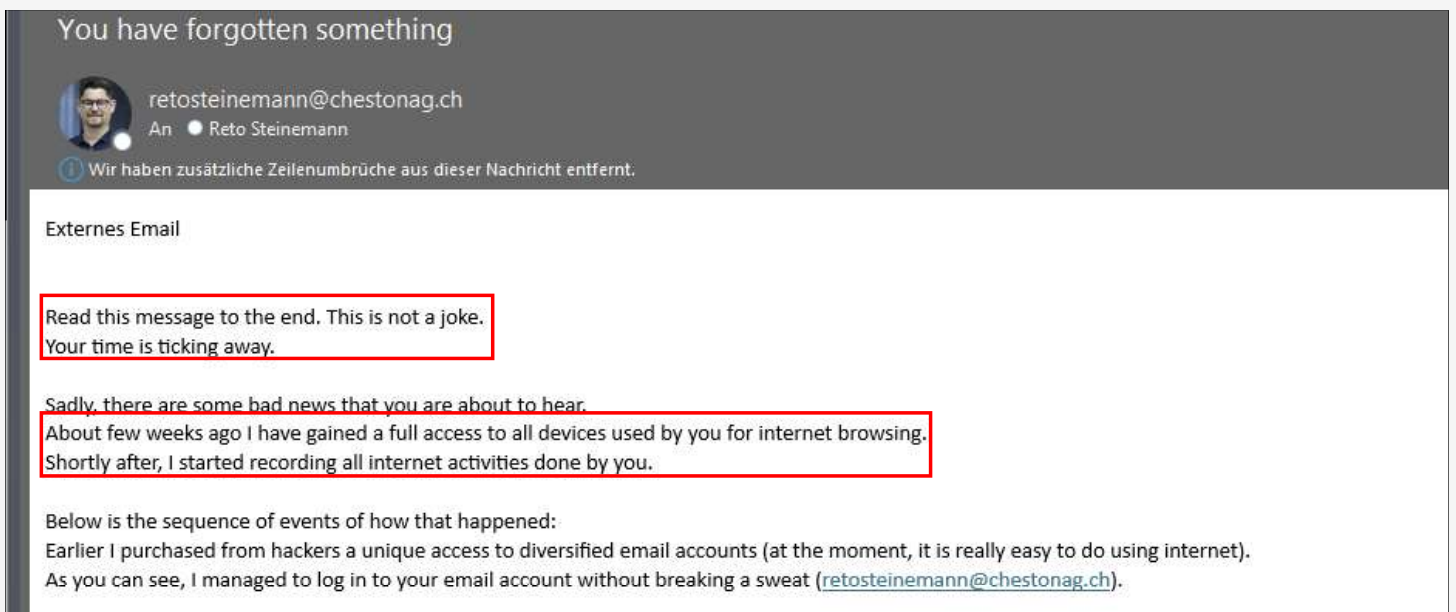 You have forgotten something
retosteinemann@chestonag.ch
An Reto Steinemann
Wir haben zusätzliche Zeilenumbrüche aus dieser Nachricht entfernt.
Externes Email
Read this message to the end. This is not a joke.
Your time is ticking away.
Sadly, there are some bad news that you are about to hear.
About few weeks ago I have gained a full access to all devices used by you for internet browsing.
Shortly after, I started recording all internet activities done by you.
Below is the sequence of events of how that happened:
Earlier I purchased from hackers a unique access to diversified email accounts (at the moment, it is really easy to do using internet).
As you can see, I managed to log in to your email account without breaking a sweat (retosteinemann@chestonag.ch).